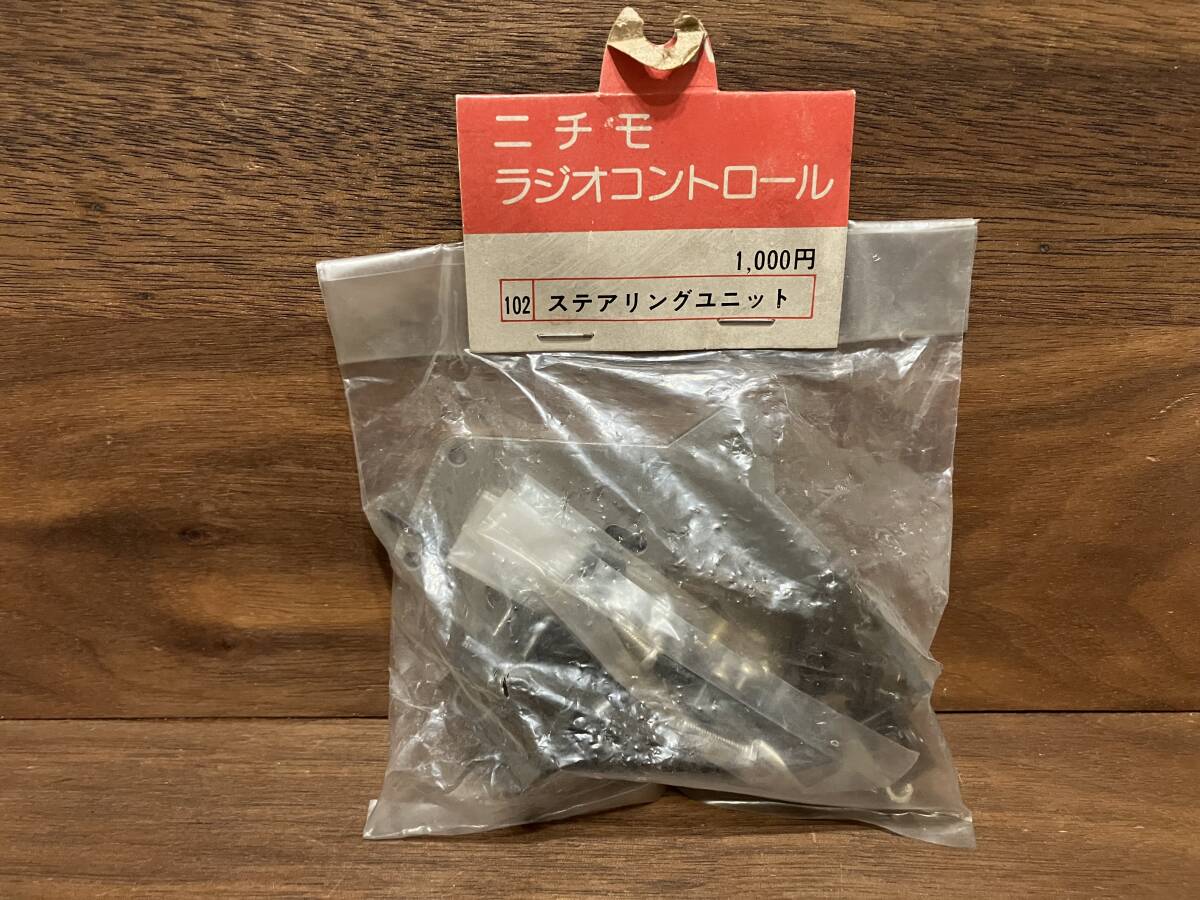 ニチモ
ラジオコントロール
1,000円
102 ステアリングユニット